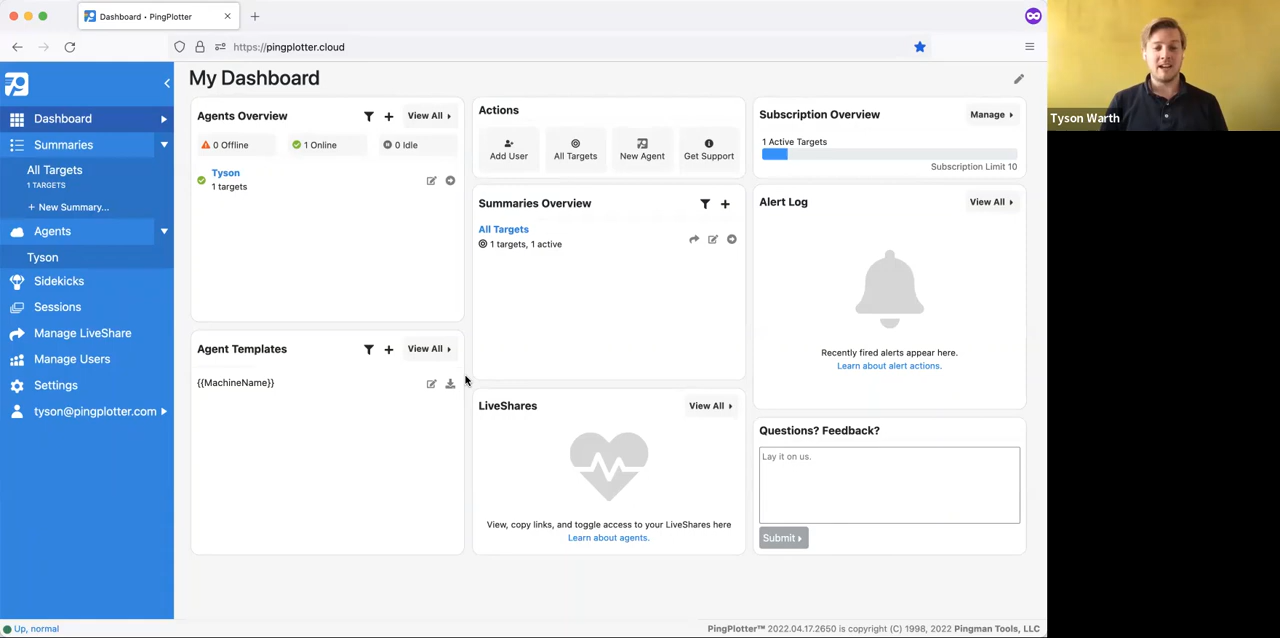 Dashboard • PingPlotter
https://pingplotter.cloud
Dashboard
Summaries
All Targets
1 TARGETS
+ New Summary...
Agents
Tyson
Sidekicks
Sessions
Manage LiveShare
Manage Users
Settings
tyson@pingplotter.com
My Dashboard
Agents Overview
View All
0 Offline
1 Online
0 Idle
Tyson
1 targets
Agent Templates
View All
{{MachineName}}
Actions
Add User
All Targets
New Agent
Get Support
Summaries Overview
All Targets
1 targets, 1 active
LiveShares
View All
View, copy links, and toggle access to your LiveShares here
Learn about agents.
Subscription Overview
Manage
1 Active Targets
Subscription Limit 10
Alert Log
View All
Recently fired alerts appear here.
Learn about alert actions.
Questions? Feedback?
Lay it on us.
Submit
Up, normal
PingPlotter™ 2022.04.17.2650 is copyright (C) 1998, 2022 Pingman Tools, LLC
Tyson Warth